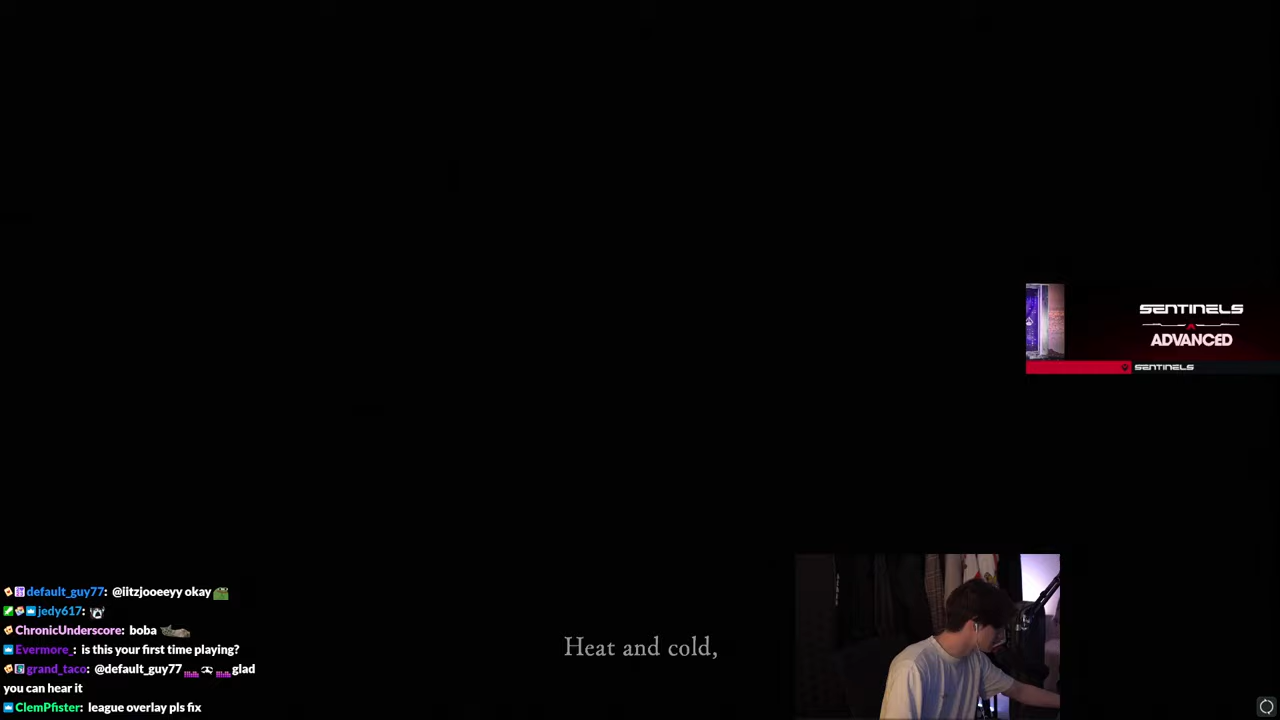 SENTINELS
ADVANCED
SENTINELS
default_guy77: @iitzjooeeyy okay
jedy617:
ChronicUnderscore: boba
Evermore_: is this your first time playing?
grand_taco: @default_guy77 glad
you can hear it
ClemPfister: league overlay pls fix
Heat and cold,